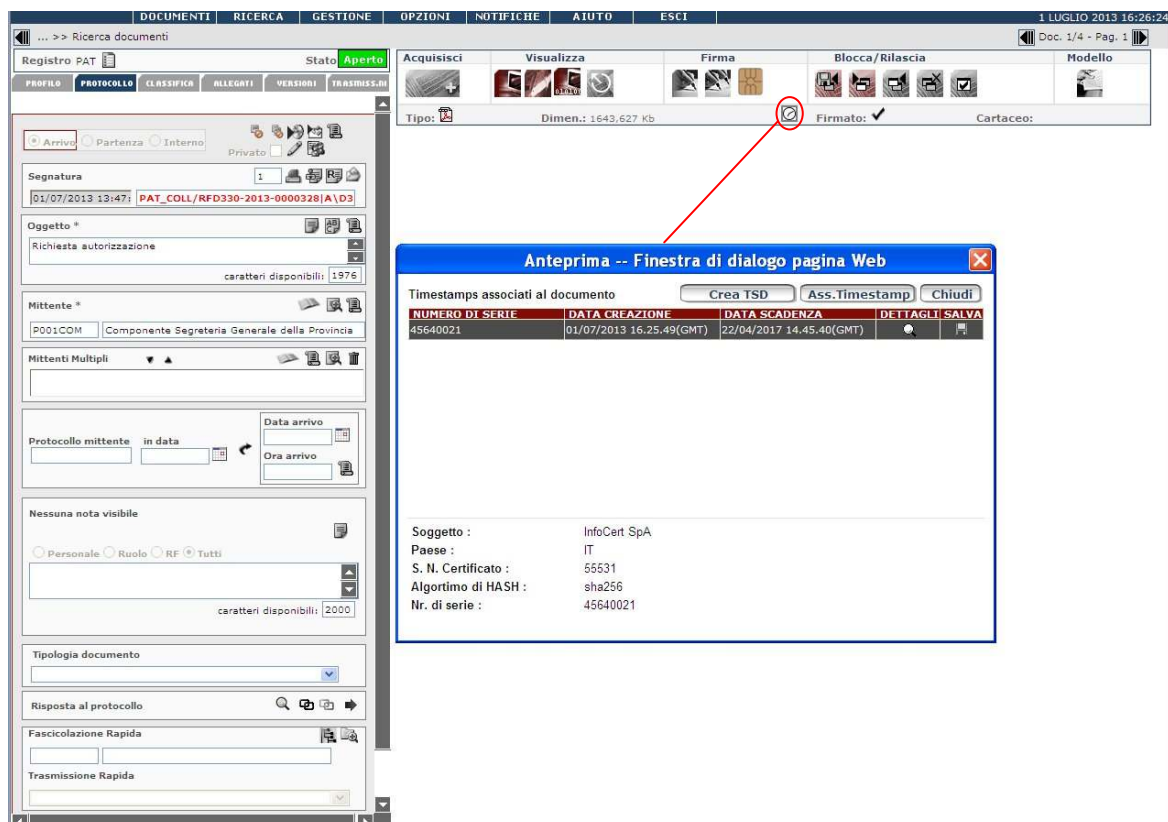 DOCUMENTI RICERCA GESTIONE OPZIONI NOTIFICHE AIUTO ESCI 1 LUGLIO 2013 16:26:24
... >> Ricerca documenti Doc. 1/4 - Pag. 1
Registro PAT Stato Aperto
PROFILO PROTOCOLLO CLASSIFICA ALLEGATI VERSIONI TRASMISS.NI
Acquisisci Visualizza Firma Blocca/Rilascia Modello
Tipo: Dimen.: 1643,627 Kb Firmato: Cartaceo:
Arrivo Partenza Interno
Privato
Segnatura 1
01/07/2013 13:47: PAT_COLL/RFD330-2013-0000328|A\D3
Oggetto *
Richiesta autorizzazione
caratteri disponibili: 1976
Mittente *
P001COM Componente Segreteria Generale della Provincia
Mittenti Multipli
Data arrivo
Protocollo mittente in data
Ora arrivo
Nessuna nota visibile
Personale Ruolo RF Tutti
caratteri disponibili: 2000
Tipologia documento
Risposta al protocollo
Fascicolazione Rapida
Trasmissione Rapida
Anteprima -- Finestra di dialogo pagina Web
Timestamps associati al documento Crea TSD Ass.Timestamp Chiudi
NUMERO DI SERIE DATA CREAZIONE DATA SCADENZA DETTAGLI SALVA
45640021 01/07/2013 16.25.49(GMT) 22/04/2017 14.45.40(GMT)
Soggetto : InfoCert SpA
Paese : IT
S. N. Certificato : 55531
Algortimo di HASH : sha256
Nr. di serie : 45640021